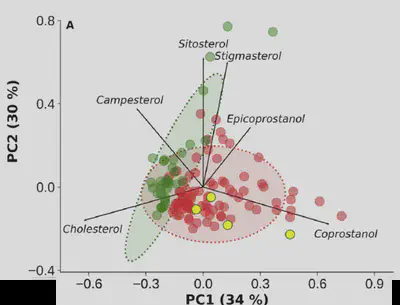 0.8
A
Sitosterol
Stigmasterol
Campesterol
0.4
Epicoprostanol
PC2 (30 %)
0.0
Cholesterol
Coprostanol
−0.4
−0.6 −0.3 0.0 0.3 0.6 0.9
PC1 (34 %)